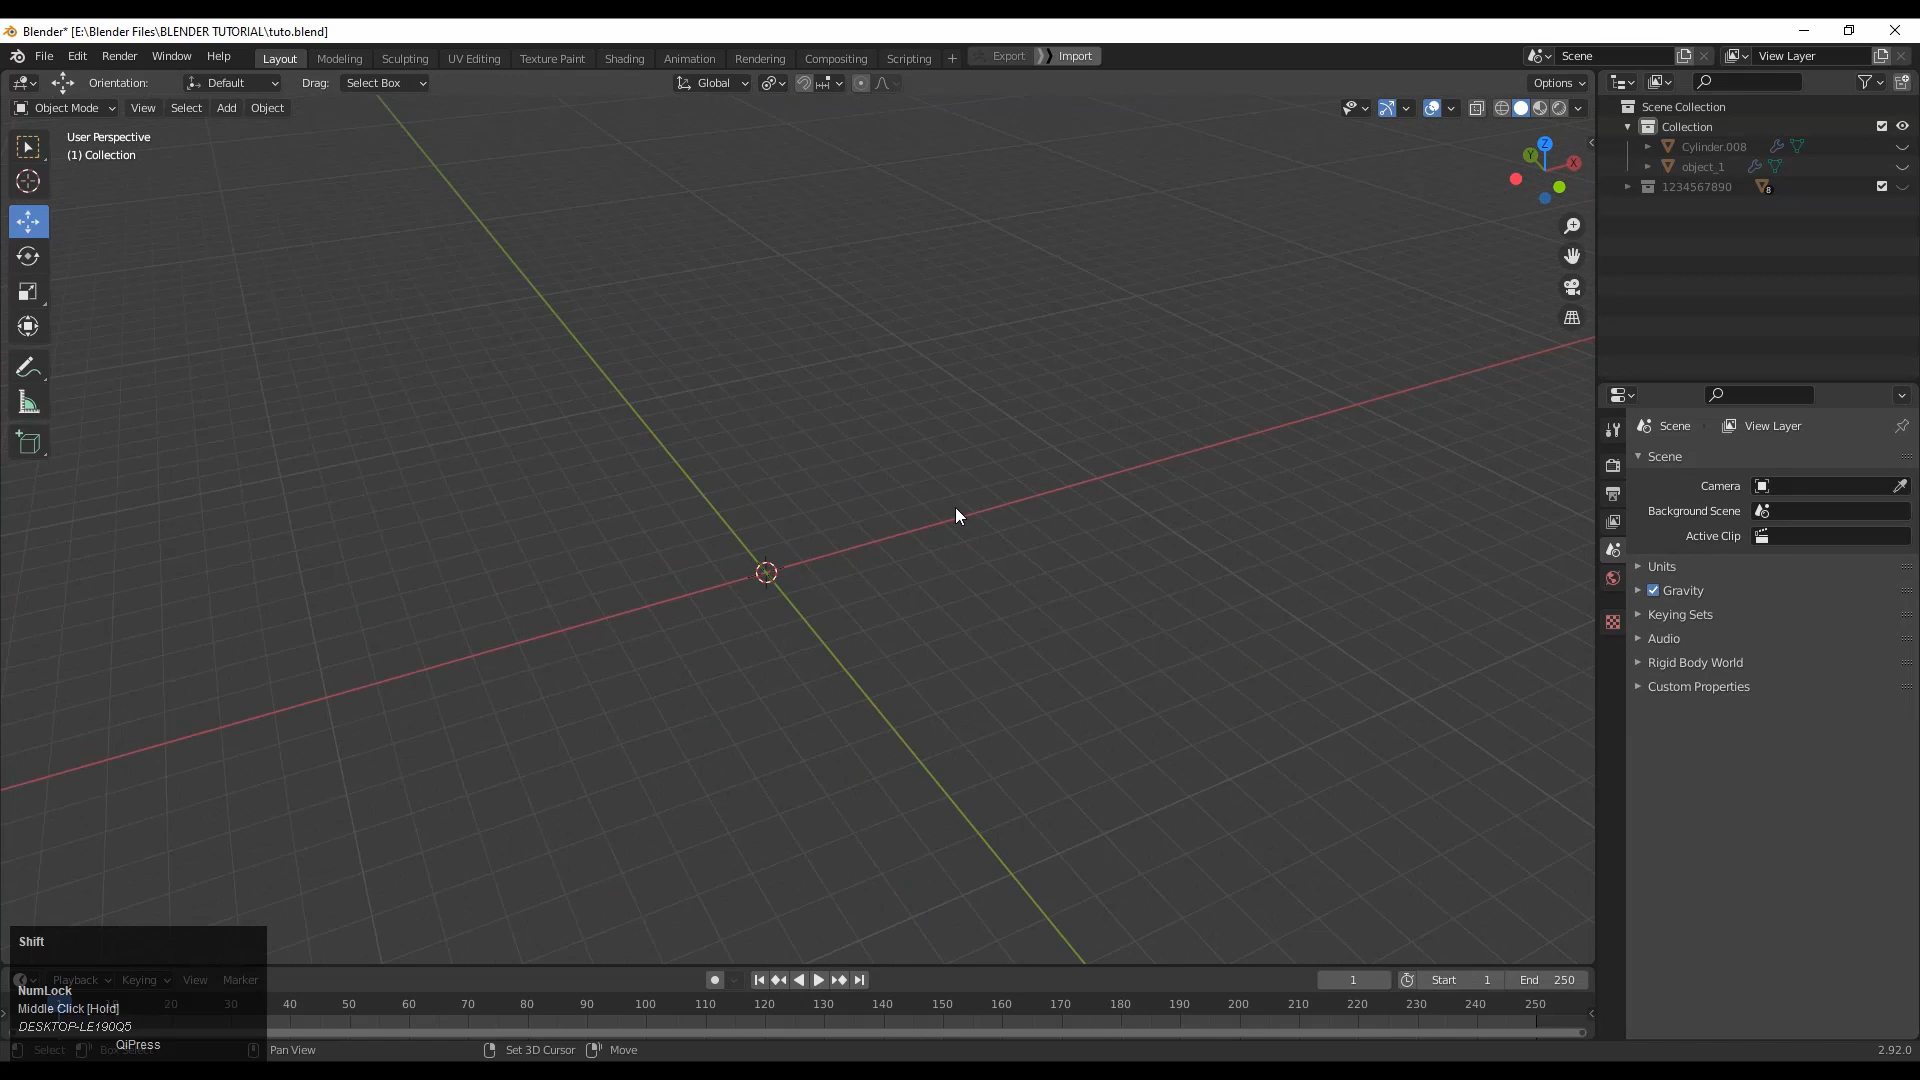 Blender* [E:\Blender Files\BLENDER TUTORIAL\tuto.blend]
File Edit Render Window Help Layout Modeling Sculpting UV Editing Texture Paint Shading Animation Rendering Compositing Scripting + Export Import Scene View Layer
Orientation: Default Drag: Select Box Global Options
Object Mode View Select Add Object
User Perspective
(1) Collection
Z
Y
X
Scene Collection
Collection
Cylinder.008
object_1
1234567890 8
Scene View Layer
Scene
Camera
Background Scene
Active Clip
Units
Gravity
Keying Sets
Audio
Rigid Body World
Custom Properties
Shift
Playback Keying View Marker 1 Start 1 End 250
NumLock
20 30 40 50 60 70 80 90 100 110 120 130 140 150 160 170 180 190 200 210 220 230 240 250
Middle Click [Hold]
DESKTOP-LE190Q5
QiPress
Select Box Select Pan View Set 3D Cursor Move 2.92.0